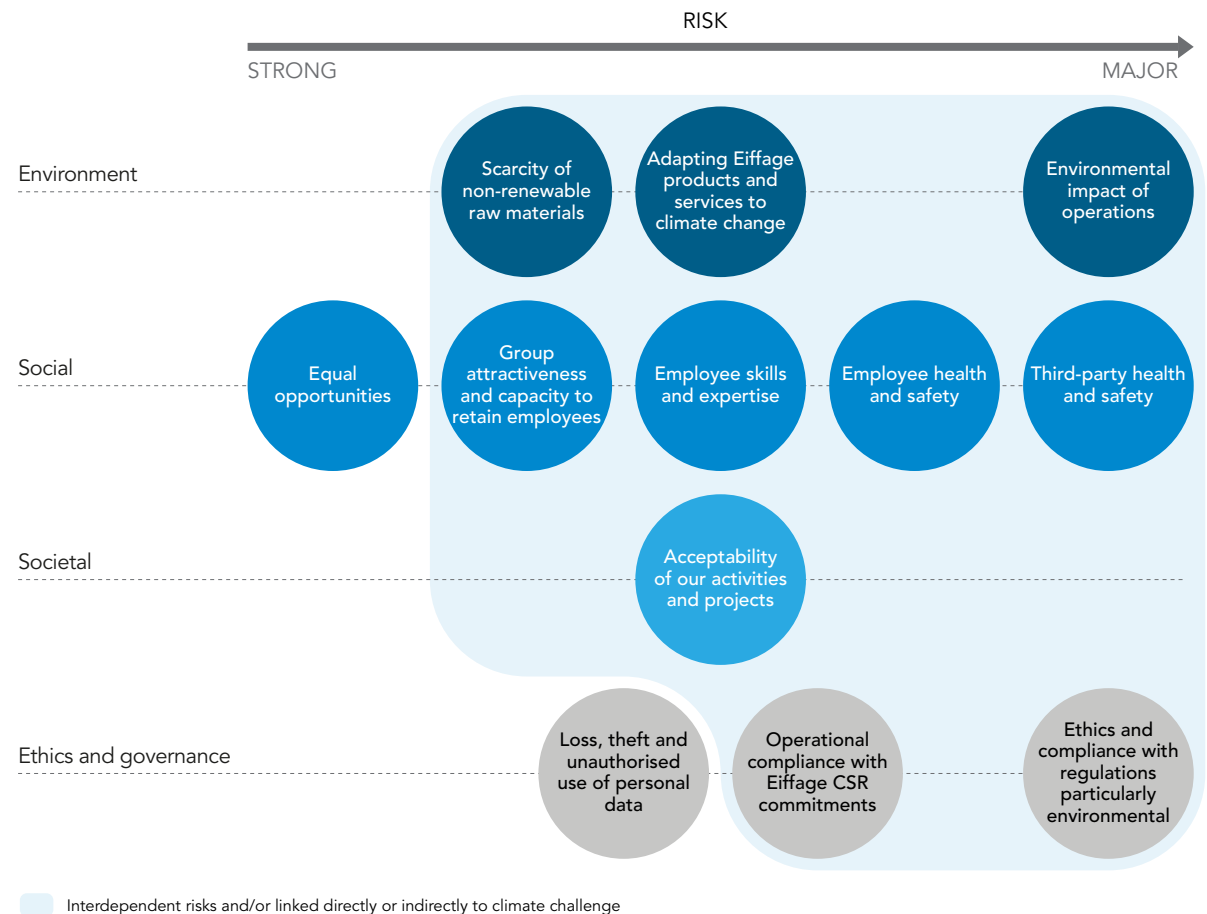 RISK
STRONG
MAJOR
Environment
Scarcity of
non-renewable
raw materials
Adapting Eiffage
products and
services to
climate change
Environmental
impact of
operations
Social
Equal
opportunities
Group
attractiveness
and capacity to
retain employees
Employee skills
and expertise
Employee health
and safety
Third-party health
and safety
Societal
Acceptability
of our activities
and projects
Ethics and governance
Loss, theft and
unauthorised
use of personal
data
Operational
compliance with
Eiffage CSR
commitments
Ethics and
compliance with
regulations
particularly
environmental
Interdependent risks and/or linked directly or indirectly to climate challenge